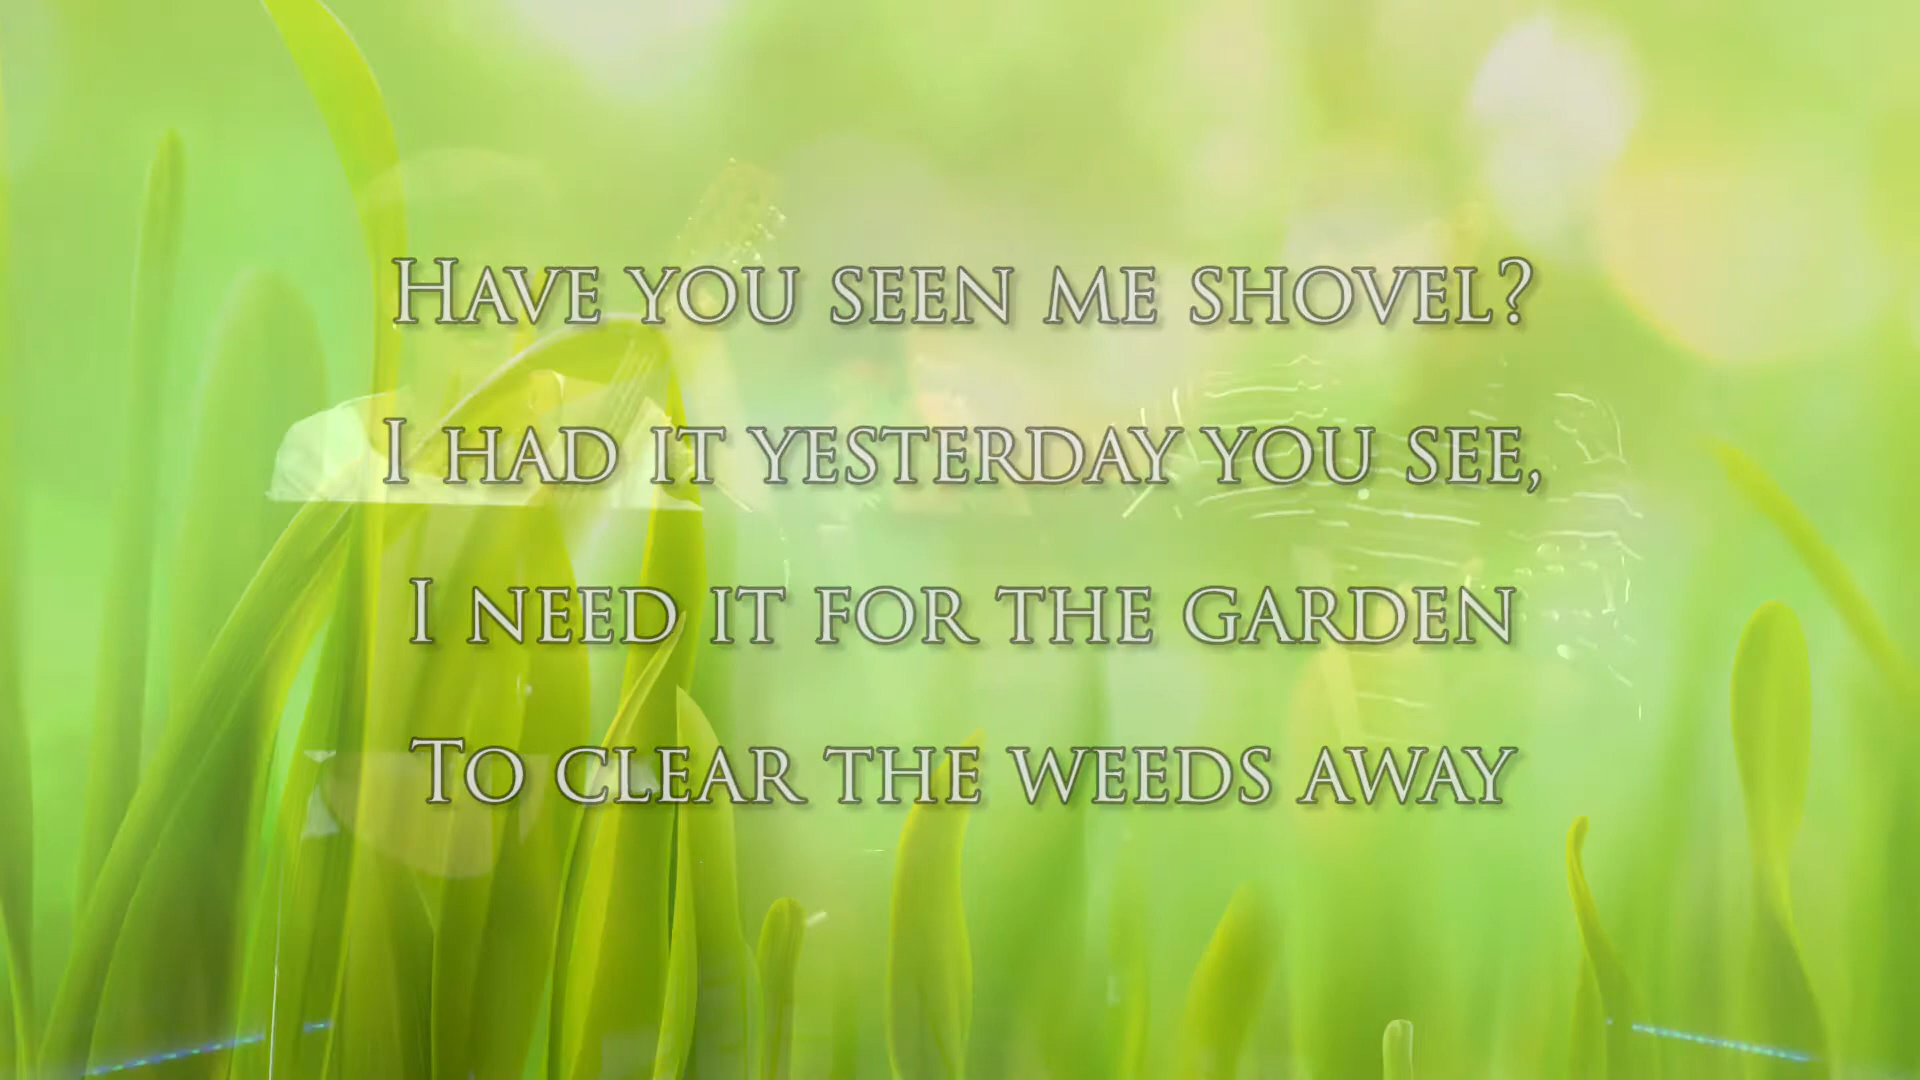 Have you seen me shovel?
I had it yesterday you see,
I need it for the garden
To clear the weeds away